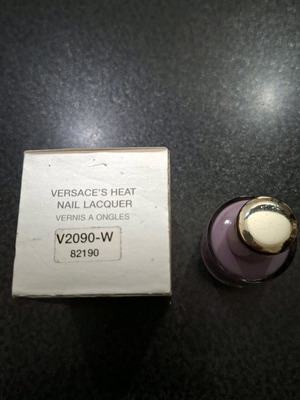 VERSACE'S HEAT
NAIL LACQUER
VERNIS A ONGLES
V2090-W
82190